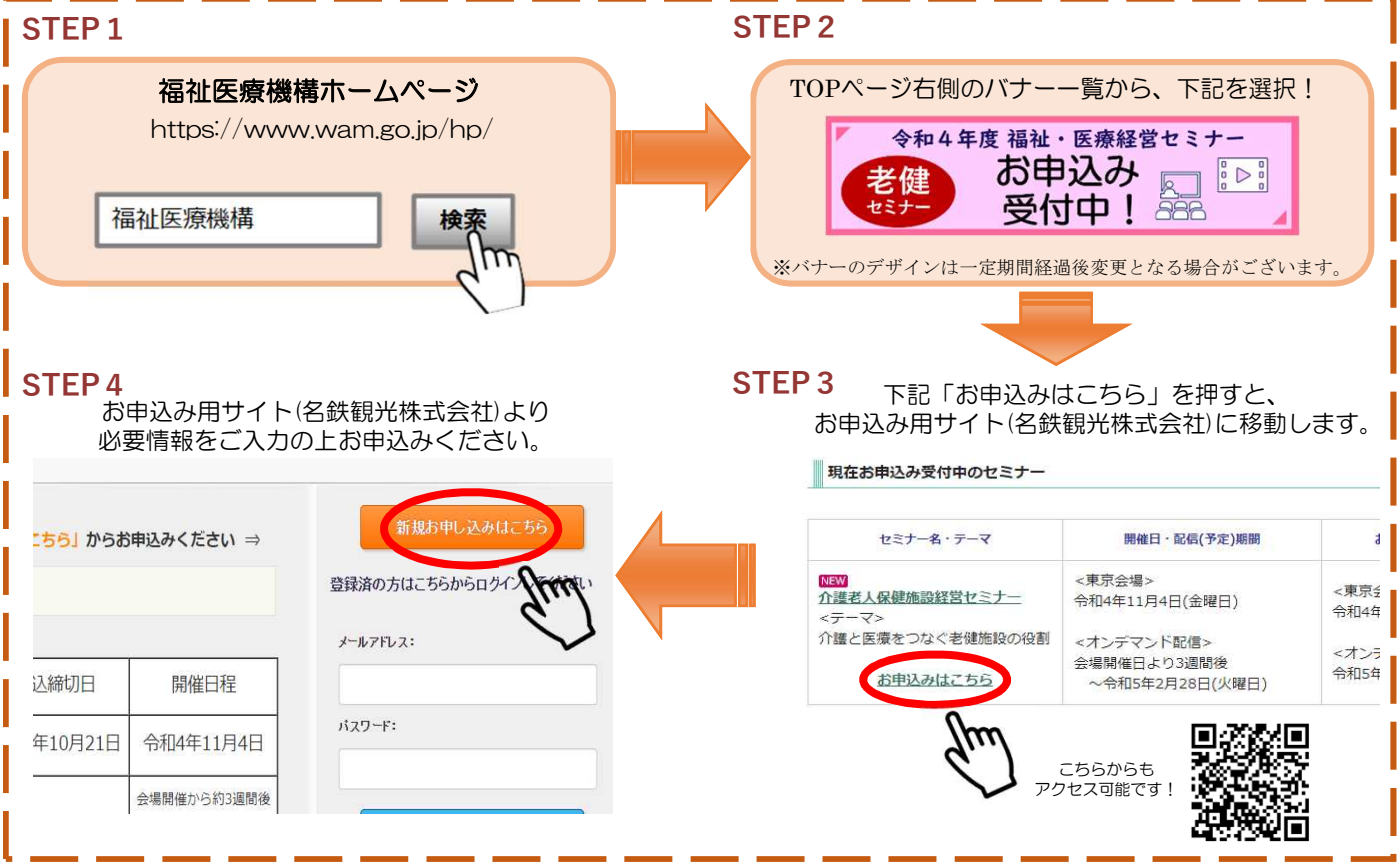 STEP 1
福祉医療機構ホームページ
https://www.wam.go.jp/hp/
福祉医療機構
検索
STEP 2
TOPページ右側のバナー一覧から、下記を選択！
令和４年度 福祉・医療経営セミナー
老健
セミナー
お申込み
受付中！
※バナーのデザインは一定期間経過後変更となる場合がございます。
STEP 3
下記「お申込みはこちら」を押すと、
お申込み用サイト(名鉄観光株式会社)に移動します。
現在お申込み受付中のセミナー
セミナー名・テーマ
開催日・配信(予定)期間
NEW
介護老人保健施設経営セミナー
<テーマ>
介護と医療をつなぐ老健施設の役割
お申込みはこちら
<東京会場>
令和4年11月4日(金曜日)
<オンデマンド配信>
会場開催日より3週間後
～令和5年2月28日(火曜日)
<東京会
令和4年
<オンデ
令和5年
こちらからも
アクセス可能です！
STEP 4
お申込み用サイト(名鉄観光株式会社)より
必要情報をご入力の上お申込みください。
こちら」からお申込みください ⇒
込締切日
開催日程
年10月21日
令和4年11月4日
会場開催から約3週間後
新規お申し込みはこちら
登録済の方はこちらからログインしてください
メールアドレス：
パスワード：